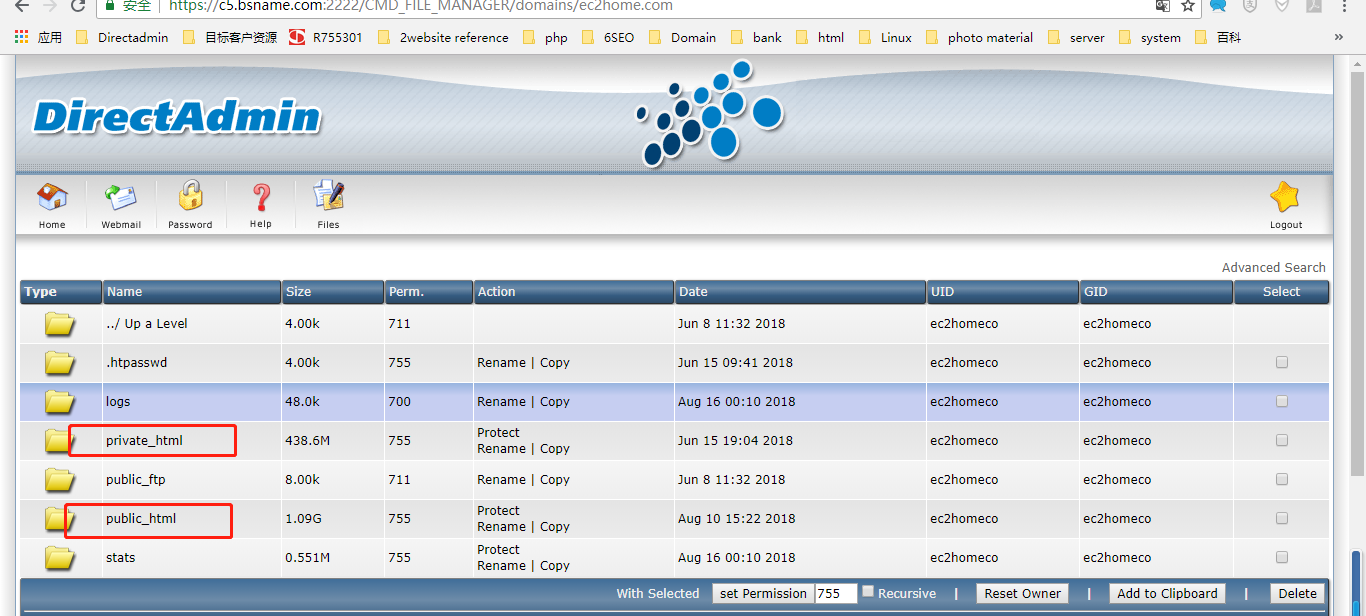 安全 https://c5.bsname.com:2222/CMD_FILE_MANAGER/domains/ec2home.com
应用 Directadmin 目标客户资源 R755301 2website reference php 6SEO Domain bank html Linux photo material server system 百科 »
DirectAdmin
Home Webmail Password Help Files Logout
Advanced Search
Type Name Size Perm. Action Date UID GID Select
../ Up a Level 4.00k 711 Jun 8 11:32 2018 ec2homeco ec2homeco
.htpasswd 4.00k 755 Rename | Copy Jun 15 09:41 2018 ec2homeco ec2homeco
logs 48.0k 700 Rename | Copy Aug 16 00:10 2018 ec2homeco ec2homeco
private_html 438.6M 755 Protect Jun 15 19:04 2018 ec2homeco ec2homeco
Rename | Copy
public_ftp 8.00k 711 Rename | Copy Jun 8 11:32 2018 ec2homeco ec2homeco
public_html 1.09G 755 Protect Aug 10 15:22 2018 ec2homeco ec2homeco
Rename | Copy
stats 0.551M 755 Protect Aug 16 00:10 2018 ec2homeco ec2homeco
Rename | Copy
With Selected set Permission 755 Recursive | Reset Owner | Add to Clipboard | Delete